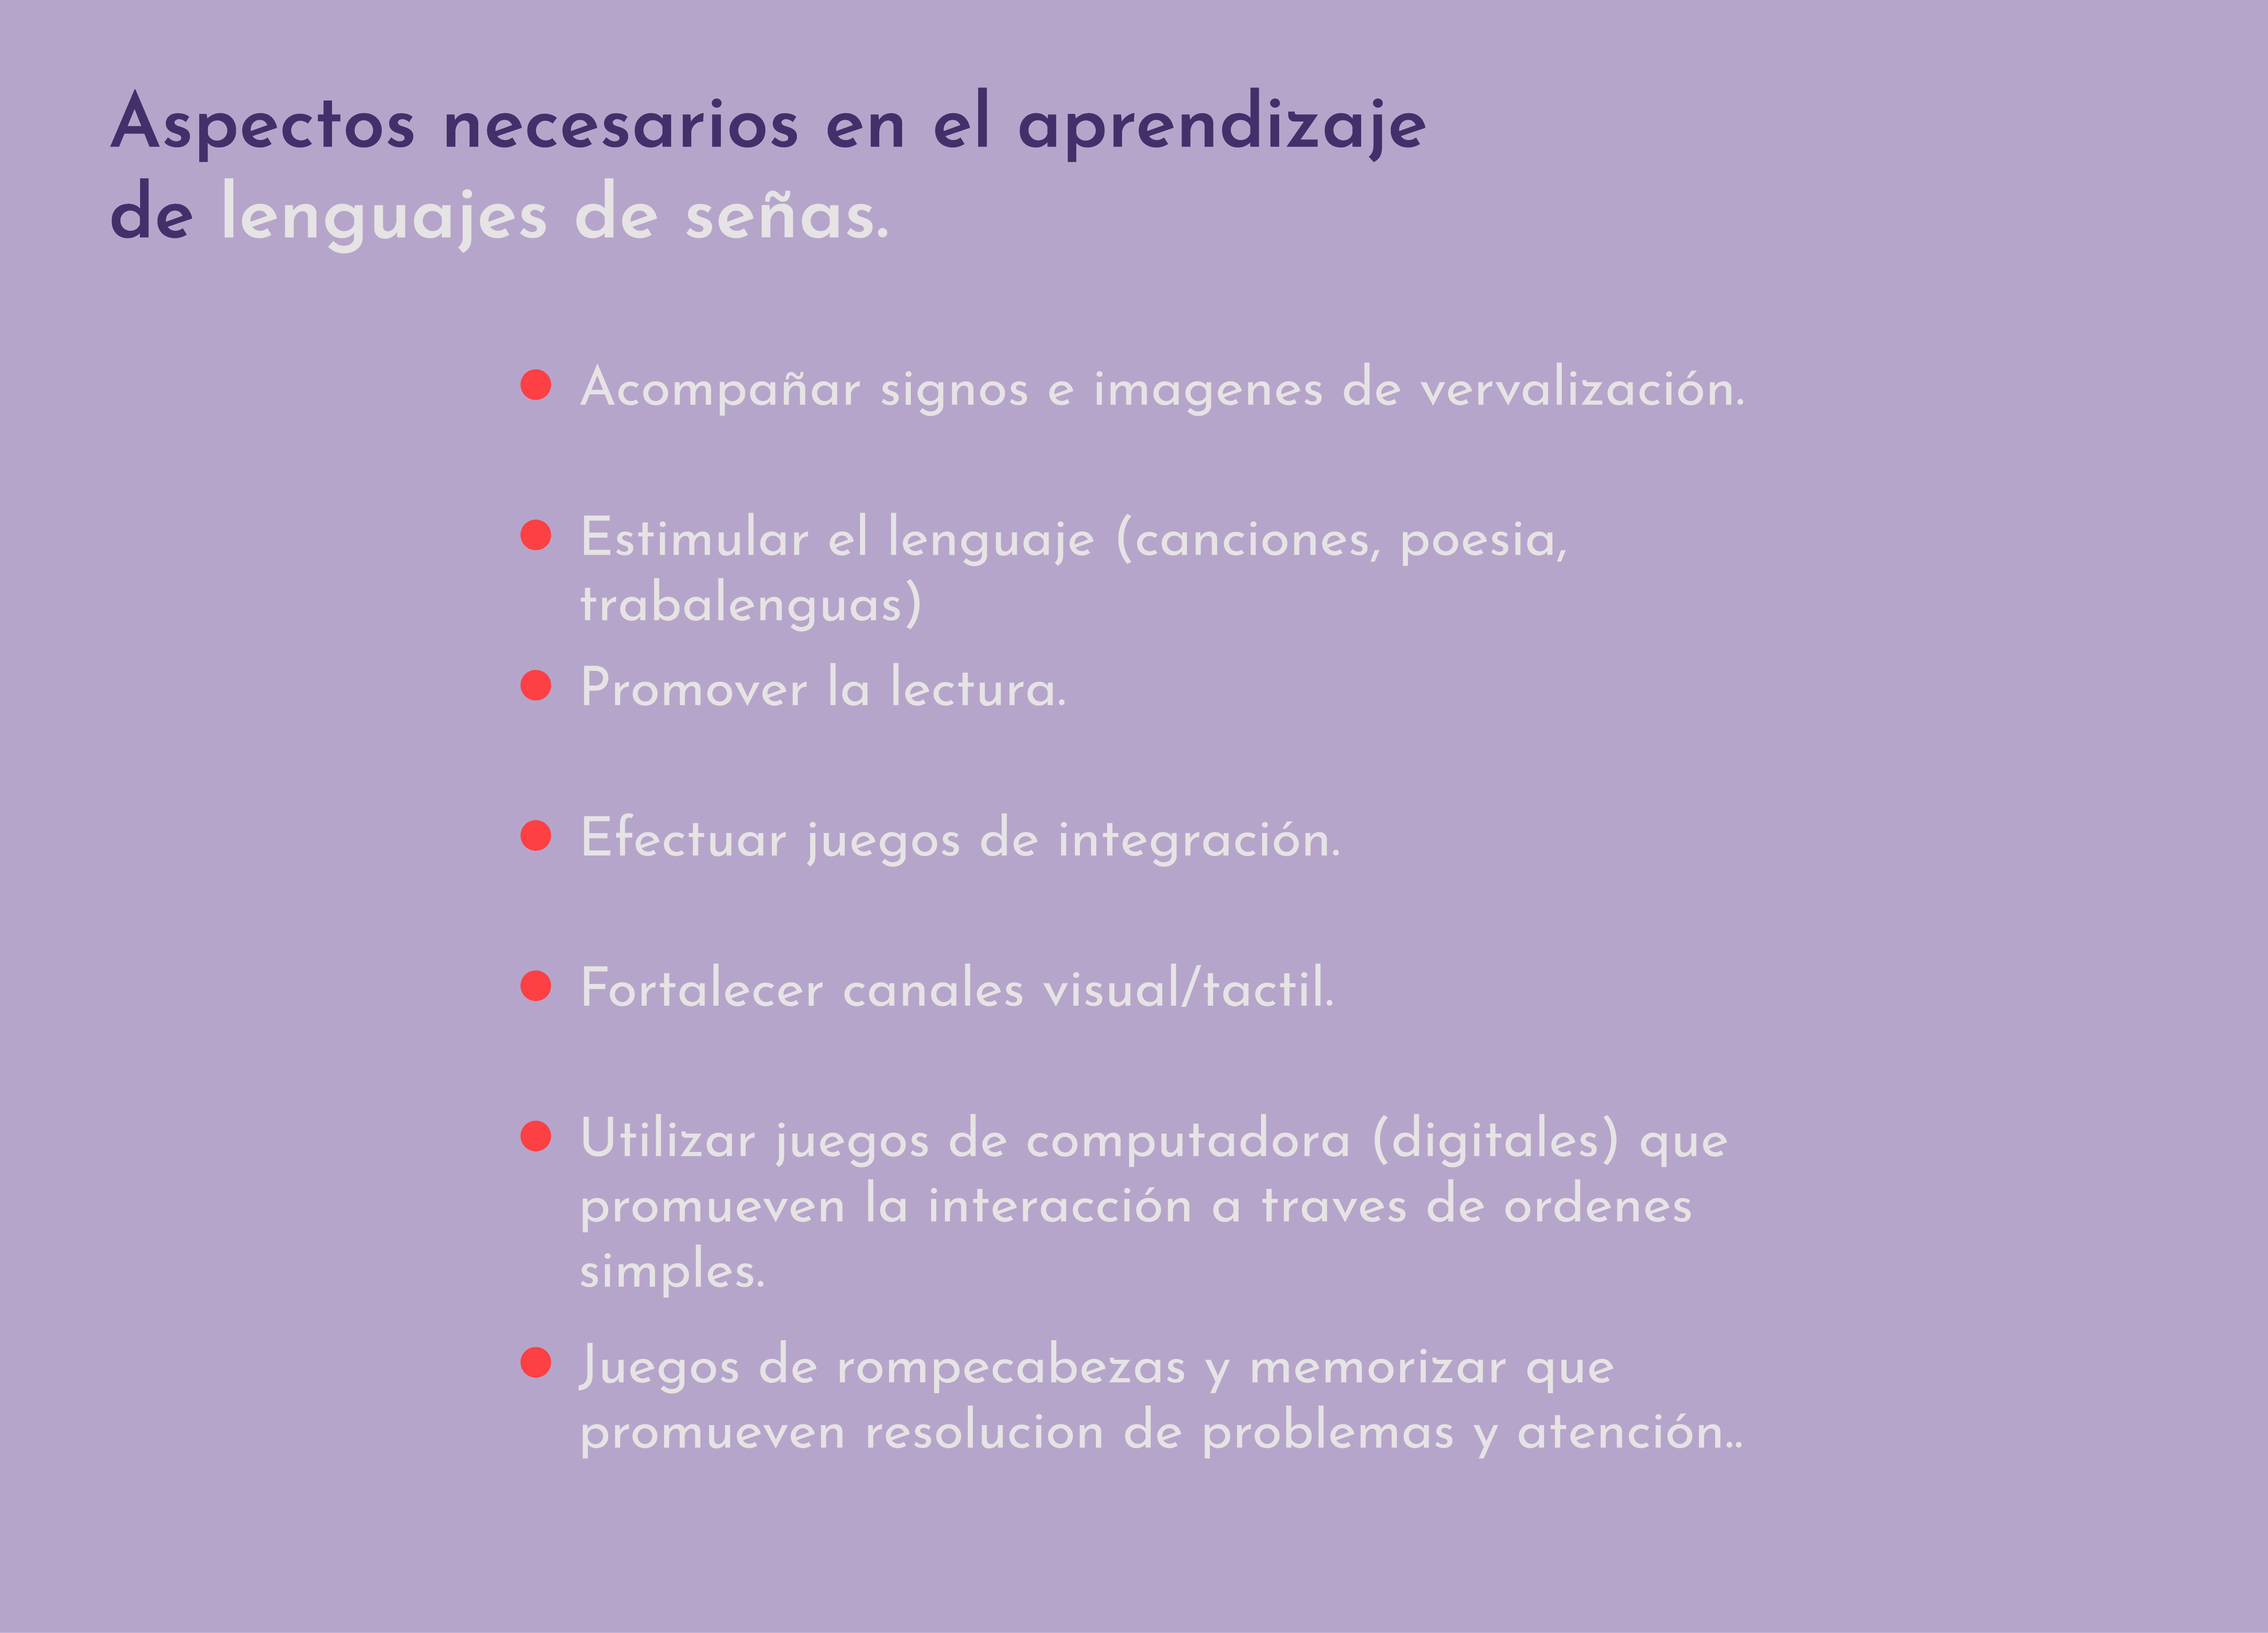 Aspectos necesarios en el aprendizaje
de lenguajes de señas.
Acompañar signos e imagenes de vervalización.
Estimular el lenguaje (canciones, poesia,
trabalenguas)
Promover la lectura.
Efectuar juegos de integración.
Fortalecer canales visual/tactil.
Utilizar juegos de computadora (digitales) que
promueven la interacción a traves de ordenes
simples.
Juegos de rompecabezas y memorizar que
promueven resolucion de problemas y atención..